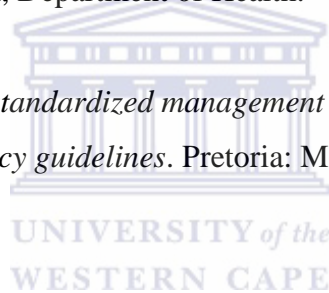 , Department of Health.
tandardized management
cy guidelines. Pretoria: M
UNIVERSITY of the
WESTERN CAPE